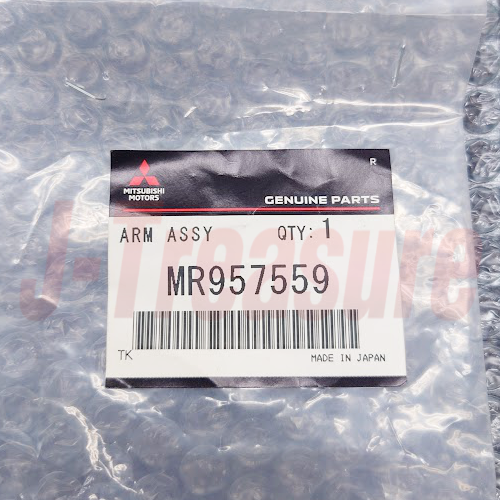 R
MITSUBISHI
MOTORS
GENUINE PARTS
ARM ASSY QTY: 1
MR957559
TK MADE IN JAPAN
J-Treasure